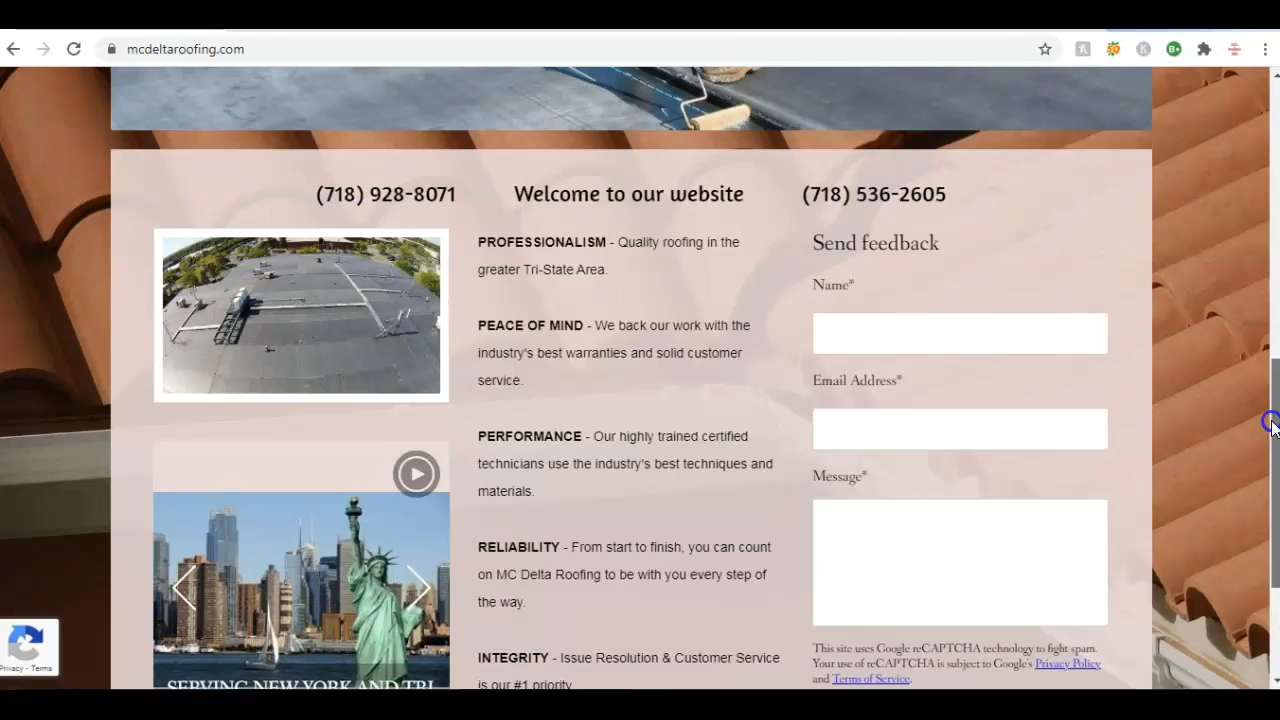 mcdeltaroofing.com
(718) 928-8071
Welcome to our website
(718) 536-2605
PROFESSIONALISM - Quality roofing in the
greater Tri-State Area.
PEACE OF MIND - We back our work with the
industry's best warranties and solid customer
service.
PERFORMANCE - Our highly trained certified
technicians use the industry's best techniques and
materials.
RELIABILITY - From start to finish, you can count
on MC Delta Roofing to be with you every step of
the way.
INTEGRITY - Issue Resolution & Customer Service
is our #1 priority
SERVING NEW YORK AND TRI
Send feedback
Name*
Email Address*
Message*
This site uses Google reCAPTCHA technology to fight spam.
Your use of reCAPTCHA is subject to Google's Privacy Policy
and Terms of Service.
Privacy - Terms